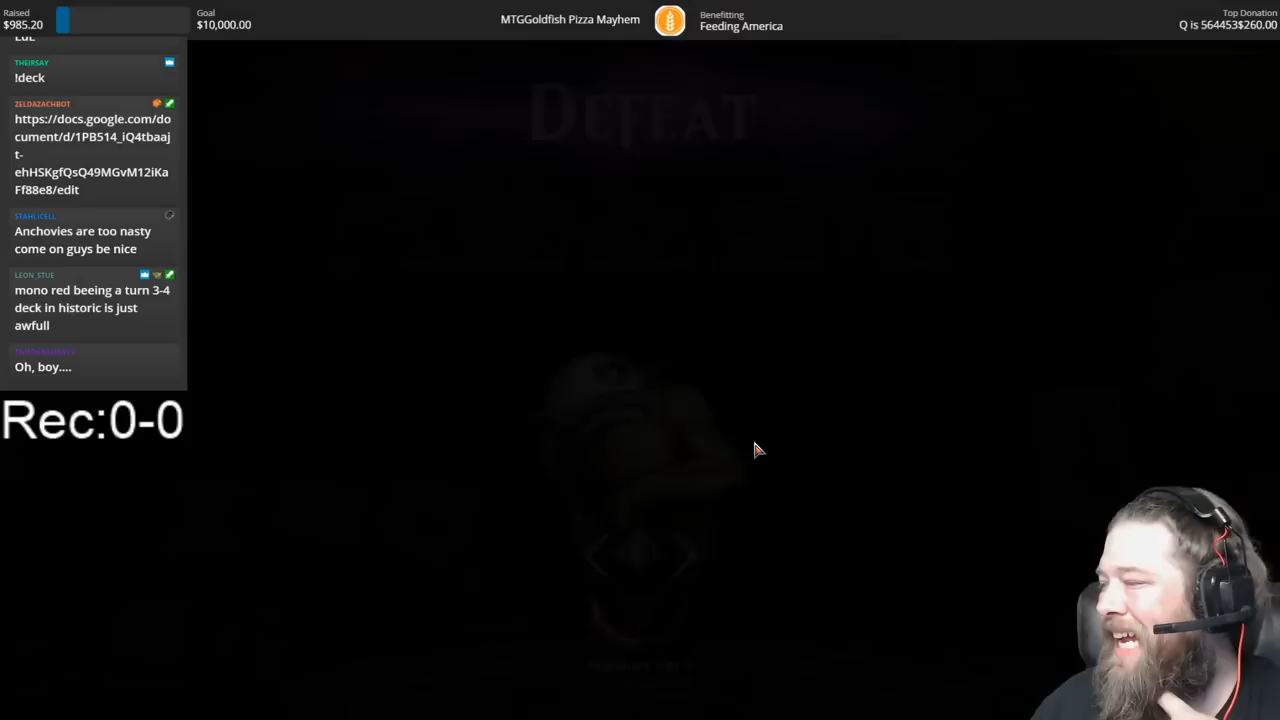 Raised
$985.20
Goal
$10,000.00
MTGGoldfish Pizza Mayhem
Benefitting
Feeding America
Top Donation
Q is 564453$260.00
DEFEAT
THEIRSAY
!deck
ZELDAZACHBOT
https://docs.google.com/do
cument/d/1PB514_iQ4tbaaj
t-
ehHSKgfQsQ49MGvM12iKa
Ff88e8/edit
STAHLICELL
Anchovies are too nasty
come on guys be nice
LEON_STUE
mono red beeing a turn 3-4
deck in historic is just
awfull
Oh, boy....
Rec:0-0